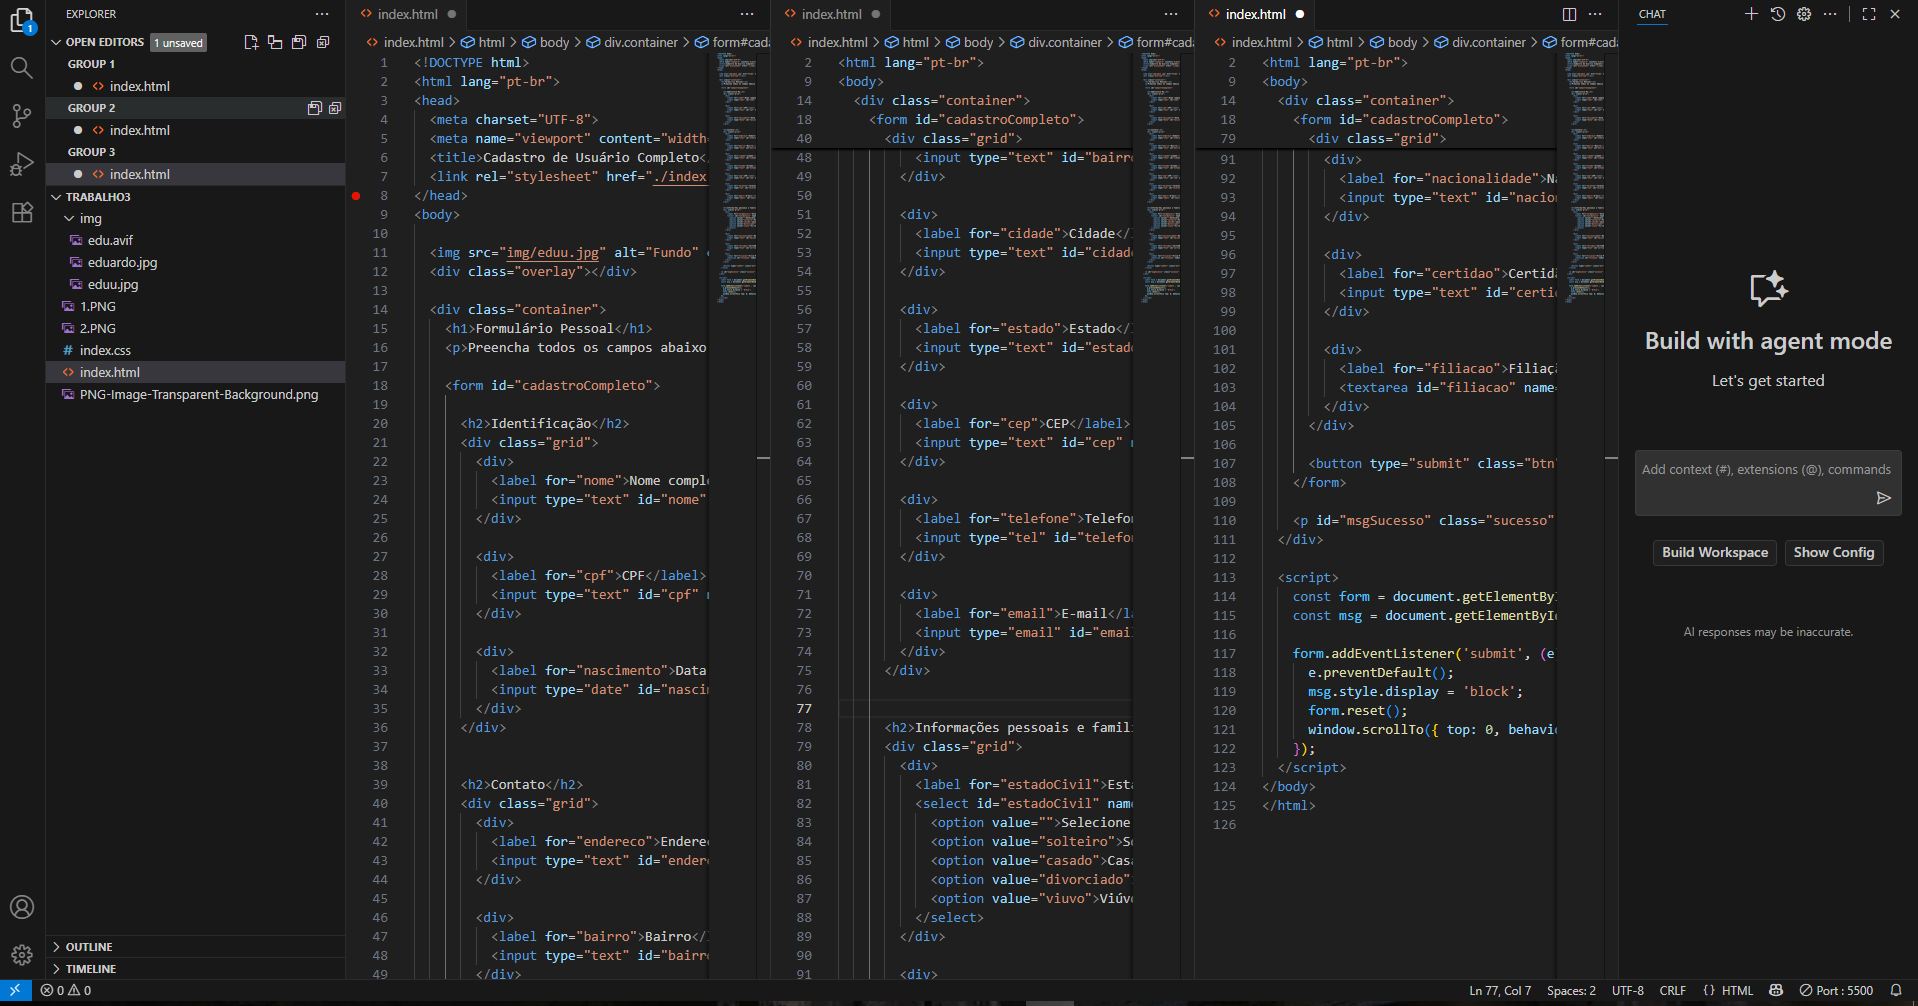 EXPLORER
OPEN EDITORS 1 unsaved
GROUP 1
index.html
GROUP 2
index.html
GROUP 3
index.html
TRABALHO3
img
edu.avif
eduardo.jpg
eduu.jpg
1.PNG
2.PNG
# index.css
index.html
PNG-Image-Transparent-Background.png
OUTLINE
TIMELINE
index.html
index.html > html > body > div.container > form#cada
1 <!DOCTYPE html>
2 <html lang="pt-br">
3 <head>
4 <meta charset="UTF-8">
5 <meta name="viewport" content="width=
6 <title>Cadastro de Usuário Completo</
7 <link rel="stylesheet" href="./index
8 </head>
9 <body>
10
11 <img src="img/eduu.jpg" alt="Fundo"
12 <div class="overlay"></div>
13
14 <div class="container">
15 <h1>Formulário Pessoal</h1>
16 <p>Preencha todos os campos abaixo
17
18 <form id="cadastroCompleto">
19
20 <h2>Identificação</h2>
21 <div class="grid">
22 <div>
23 <label for="nome">Nome compl
24 <input type="text" id="nome"
25 </div>
26
27 <div>
28 <label for="cpf">CPF</label>
29 <input type="text" id="cpf"
30 </div>
31
32 <div>
33 <label for="nascimento">Data
34 <input type="date" id="nasci
35 </div>
36 </div>
37
38
39 <h2>Contato</h2>
40 <div class="grid">
41 <div>
42 <label for="endereco">Endere
43 <input type="text" id="ende
44 </div>
45
46 <div>
47 <label for="bairro">Bairro</
48 <input type="text" id="bairr
49 </div>
index.html
index.html > html > body > div.container > form#cada
2 <html lang="pt-br">
9 <body>
14 <div class="container">
18 <form id="cadastroCompleto">
40 <div class="grid">
48 <input type="text" id="bairr
49 </div>
50
51 <div>
52 <label for="cidade">Cidade</
53 <input type="text" id="cidad
54 </div>
55
56 <div>
57 <label for="estado">Estado</
58 <input type="text" id="estad
59 </div>
60
61 <div>
62 <label for="cep">CEP</label>
63 <input type="text" id="cep"
64 </div>
65
66 <div>
67 <label for="telefone">Telefo
68 <input type="tel" id="telefo
69 </div>
70
71 <div>
72 <label for="email">E-mail</
73 <input type="email" id="emai
74 </div>
75 </div>
76
77
78 <h2>Informações pessoais e famili
79 <div class="grid">
80 <div>
81 <label for="estadoCivil">Est
82 <select id="estadoCivil" nam
83 <option value="">Selecione
84 <option value="solteiro">S
85 <option value="casado">Cas
86 <option value="divorciado"
87 <option value="viuvo">Viúv
88 </select>
89 </div>
90
91 <div>
index.html
index.html > html > body > div.container > form#cada
2 <html lang="pt-br">
9 <body>
14 <div class="container">
18 <form id="cadastroCompleto">
79 <div class="grid">
91 <div>
92 <label for="nacionalidade">N
93 <input type="text" id="nacio
94 </div>
95
96 <div>
97 <label for="certidao">Certid
98 <input type="text" id="certi
99 </div>
100
101 <div>
102 <label for="filiacao">Filiaç
103 <textarea id="filiacao" name
104 </div>
105 </div>
106
107 <button type="submit" class="btn
108 </form>
109
110 <p id="msgSucesso" class="sucesso"
111 </div>
112
113 <script>
114 const form = document.getElementBy
115 const msg = document.getElementBy
116
117 form.addEventListener('submit', (e
118 e.preventDefault();
119 msg.style.display = 'block';
120 form.reset();
121 window.scrollTo({ top: 0, behavio
122 });
123 </script>
124 </body>
125 </html>
126
CHAT
Build with agent mode
Let's get started
Add context (#), extensions (@), commands
Build Workspace Show Config
AI responses may be inaccurate.
1
0 0
Ln 77, Col 7 Spaces: 2 UTF-8 CRLF {} HTML Port : 5500